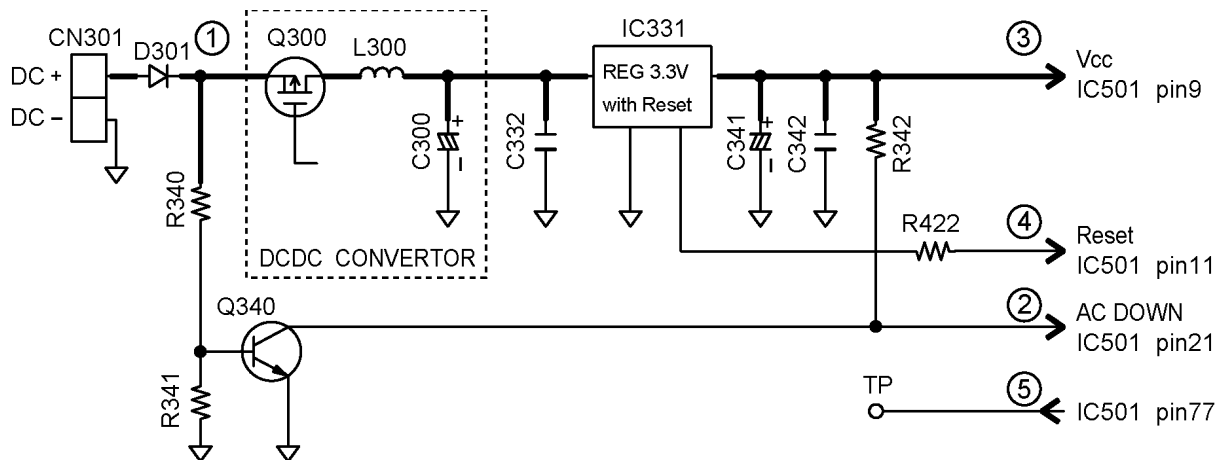 CN301
D301
①
Q300
L300
IC331
③
DC +
DC −
REG 3.3V
with Reset
Vcc
IC501 pin9
C300
+
−
C332
C341
+
−
C342
R342
R340
DCDC CONVERTOR
R422
④
Reset
IC501 pin11
Q340
②
AC DOWN
IC501 pin21
R341
TP
⑤
IC501 pin77